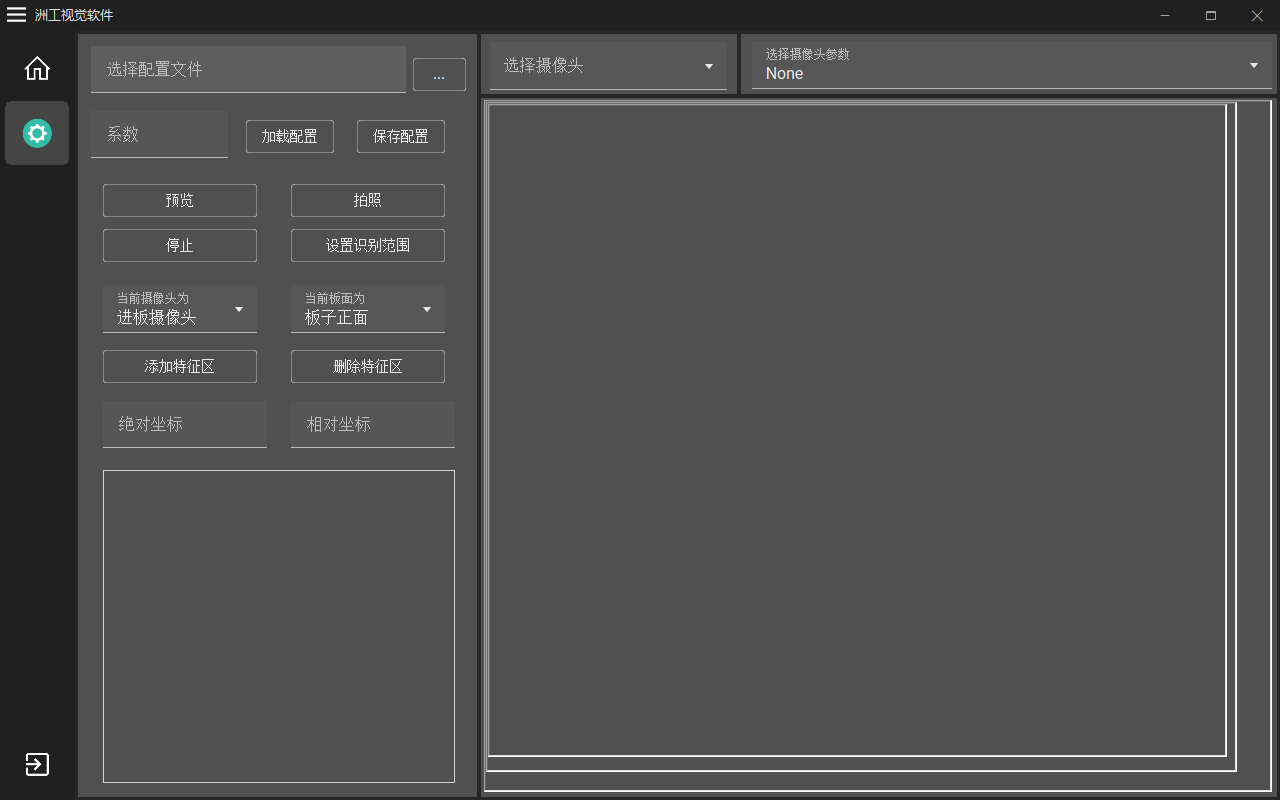 洲工视觉软件
选择配置文件
...
选择摄像头
选择摄像头参数
None
系数
加载配置
保存配置
预览
拍照
停止
设置识别范围
当前摄像头为
进板摄像头
当前板面为
板子正面
添加特征区
删除特征区
绝对坐标
相对坐标